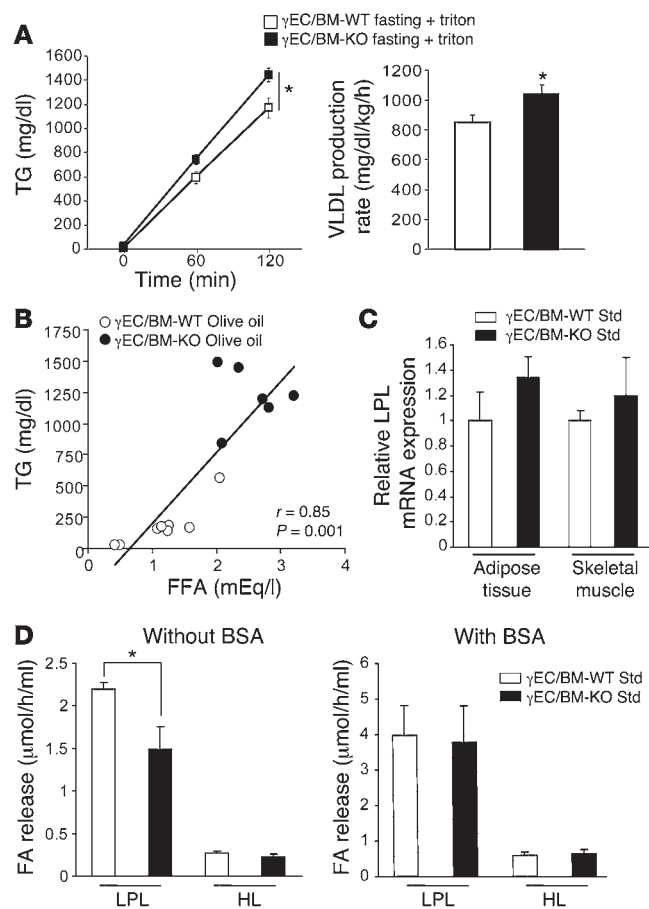 A
γEC/BM-WT fasting + triton
γEC/BM-KO fasting + triton
TG (mg/dl)
1600
1400
1200
1000
800
600
400
200
0
*
0 60 120
Time (min)
VLDL production
rate (mg/dl/kg/h)
1200
1000
800
600
400
200
0
*
B
γEC/BM-WT Olive oil
γEC/BM-KO Olive oil
TG (mg/dl)
1750
1500
1250
1000
750
500
250
0
r = 0.85
P = 0.001
0 1 2 3 4
FFA (mEq/l)
C
γEC/BM-WT Std
γEC/BM-KO Std
Relative LPL
mRNA expression
1.6
1.4
1.2
1
0.8
0.6
0.4
0.2
0
Adipose
tissue
Skeletal
muscle
D
Without BSA
FA release (μmol/h/ml)
2.5
2
1.5
1
0.5
0
*
LPL HL
With BSA
γEC/BM-WT Std
γEC/BM-KO Std
FA release (μmol/h/ml)
6
5
4
3
2
1
0
LPL HL